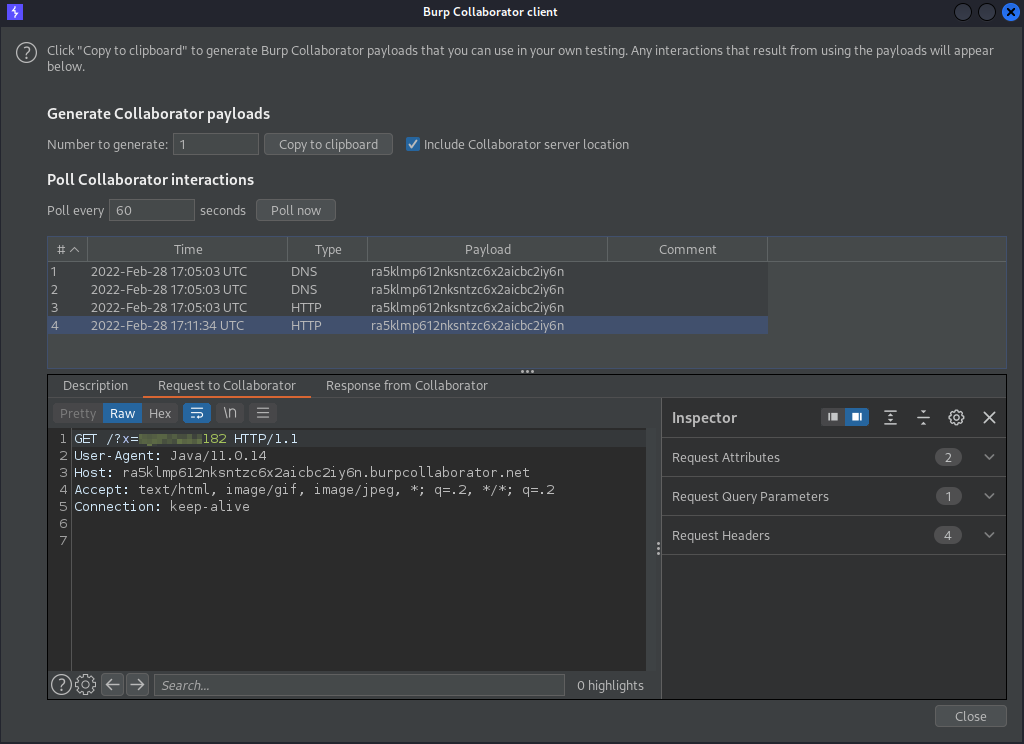 Burp Collaborator client
Click "Copy to clipboard" to generate Burp Collaborator payloads that you can use in your own testing. Any interactions that result from using the payloads will appear
below.
Generate Collaborator payloads
Number to generate: 1 Copy to clipboard Include Collaborator server location
Poll Collaborator interactions
Poll every 60 seconds Poll now
# Time Type Payload Comment
1 2022-Feb-28 17:05:03 UTC DNS ra5klmp612nksntzc6x2aicbc2iy6n
2 2022-Feb-28 17:05:03 UTC DNS ra5klmp612nksntzc6x2aicbc2iy6n
3 2022-Feb-28 17:05:03 UTC HTTP ra5klmp612nksntzc6x2aicbc2iy6n
4 2022-Feb-28 17:11:34 UTC HTTP ra5klmp612nksntzc6x2aicbc2iy6n
Description Request to Collaborator Response from Collaborator
Pretty Raw Hex \n
Inspector
1 GET /?x= 182 HTTP/1.1
2 User-Agent: Java/11.0.14
3 Host: ra5klmp612nksntzc6x2aicbc2iy6n.burpcollaborator.net
4 Accept: text/html, image/gif, image/jpeg, *; q=.2, */*; q=.2
5 Connection: keep-alive
6
7
Request Attributes 2
Request Query Parameters 1
Request Headers 4
? Search... 0 highlights
Close